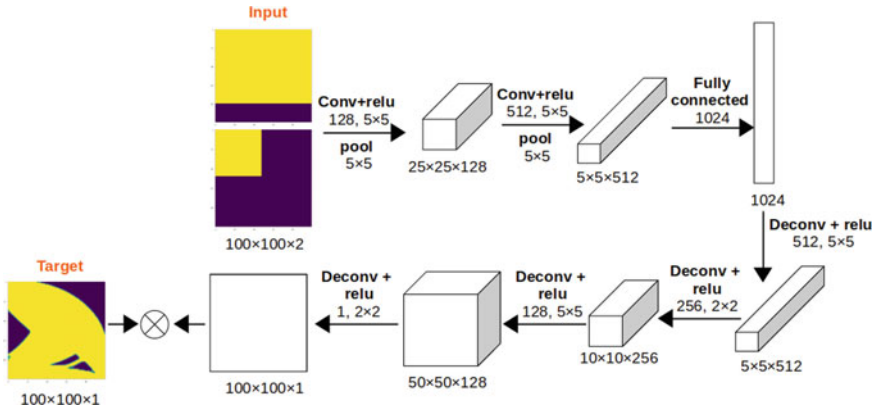 Input
Conv+relu
128, 5×5
pool
5×5
100×100×2
25×25×128
Conv+relu
512, 5×5
pool
5×5
5×5×512
Fully
connected
1024
1024
Deconv + relu
512, 5×5
5×5×512
Deconv +
relu
256, 2×2
10×10×256
Deconv +
relu
128, 5×5
50×50×128
Deconv +
relu
1, 2×2
100×100×1
Target
100×100×1